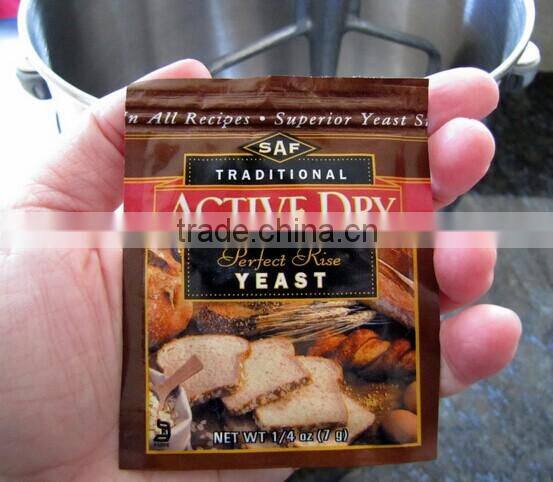 n All Recipes • Superior Yeast S
SAF
TRADITIONAL
ACTIVE DRY
trade.china.cn
Perfect Rise
YEAST
NET WT 1/4 oz (7 g)